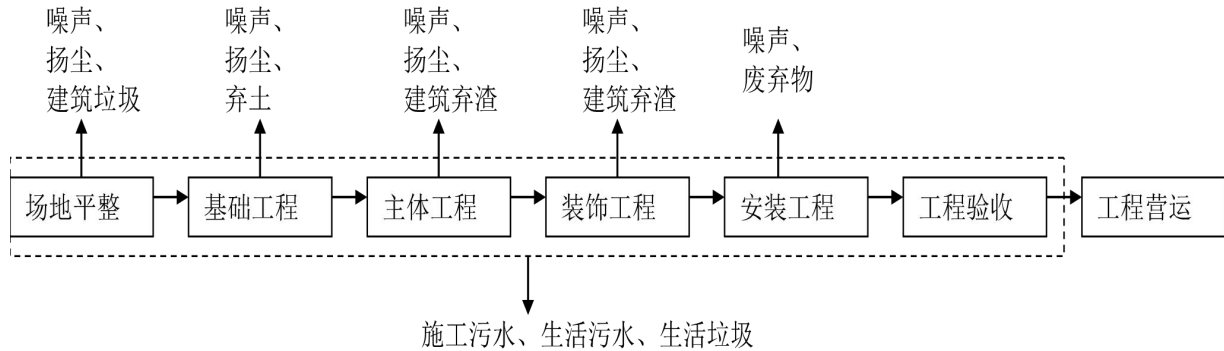 噪声、
扬尘、
建筑垃圾
噪声、
扬尘、
弃土
噪声、
扬尘、
建筑弃渣
噪声、
扬尘、
建筑弃渣
噪声、
废弃物
场地平整
基础工程
主体工程
装饰工程
安装工程
工程验收
工程营运
施工污水、生活污水、生活垃圾